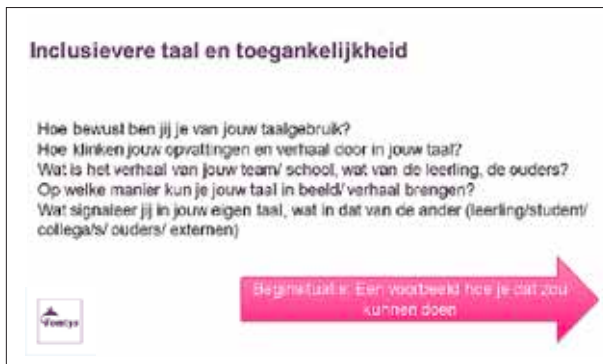 Inclusievere taal en toegankelijkheid
Hoe bewust ben jij je van jouw taalgebruik?
Hoe klinken jouw opvattingen en verhaal door in jouw taal?
Wat is het verhaal van jouw team/ school, wat van de leerling, de ouders?
Op welke manier kun je jouw taal in beeld/ verhaal brengen?
Wat signaleer jij in jouw eigen taal, wat in dat van de ander (leerling/student/
collega/s/ ouders/ externen)
Beginsituatie: Een voorbeeld hoe je dat zou
kunnen doen
Fontys